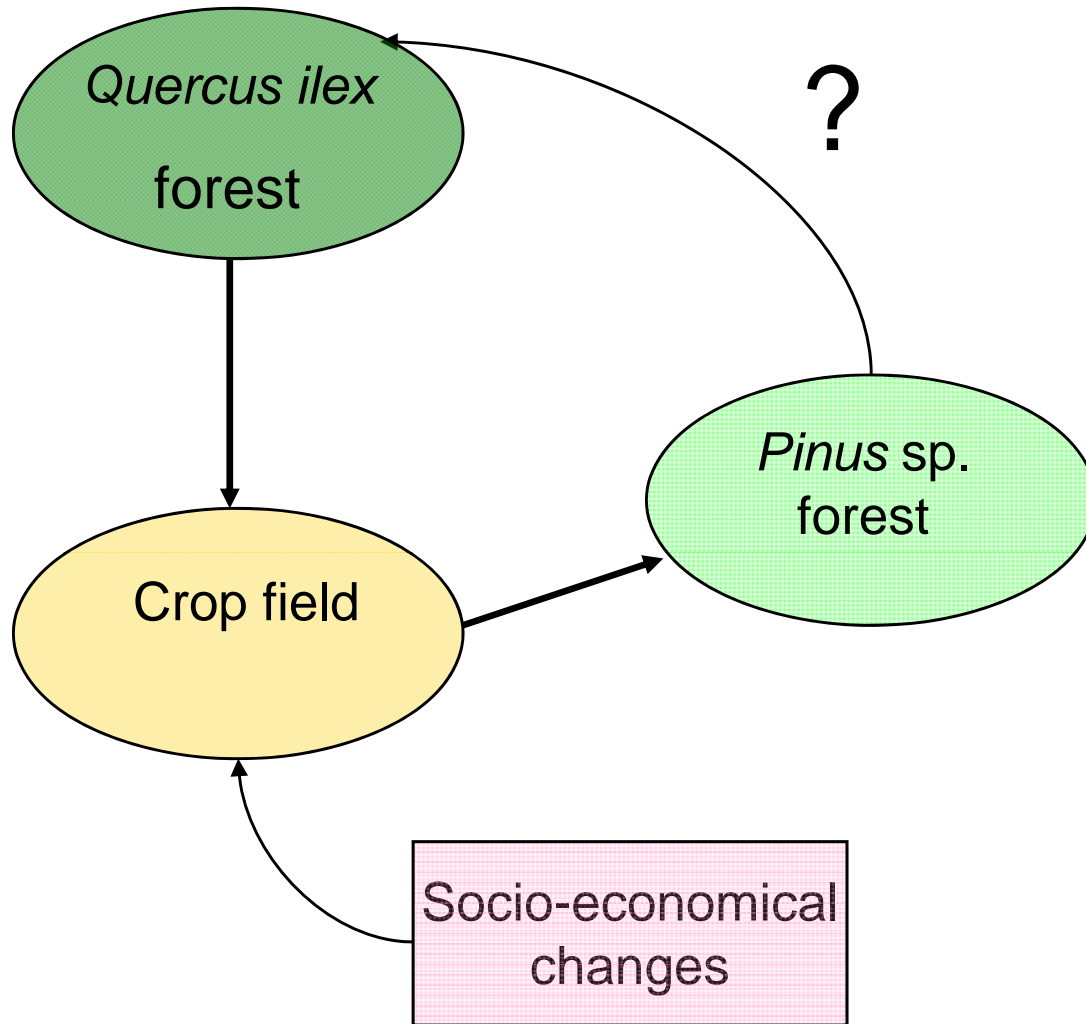 Quercus ilex
forest
?
Pinus sp.
forest
Crop field
Socio-economical
changes